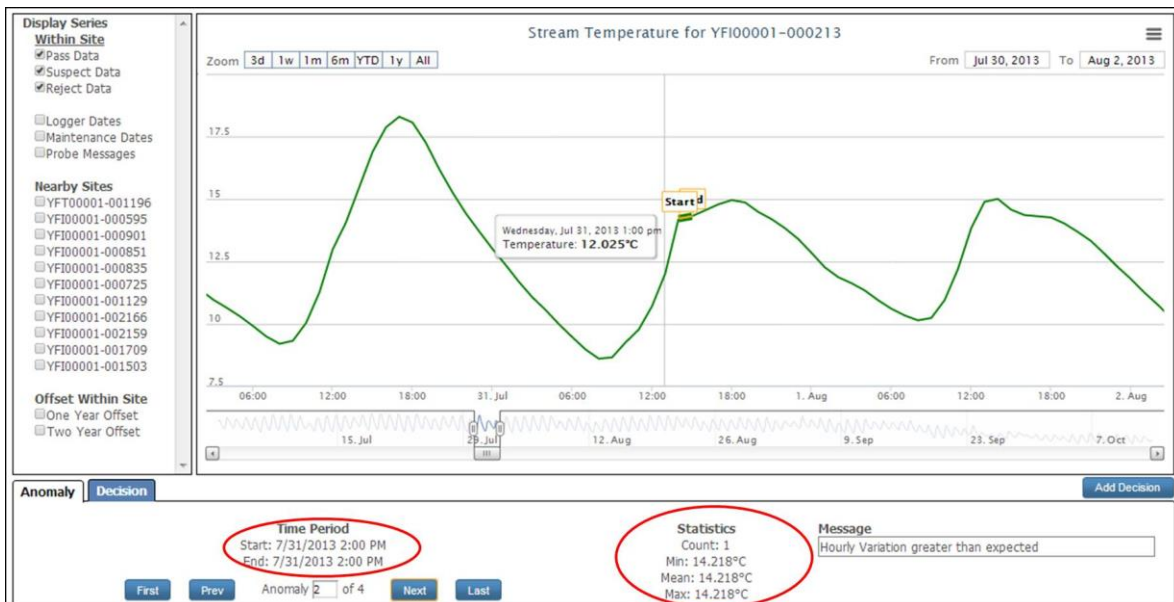 Display Series
Within Site
Pass Data
Suspect Data
Reject Data
Logger Dates
Maintenance Dates
Probe Messages
Nearby Sites
YFT00001-001196
YFI00001-000595
YFI00001-000901
YFI00001-000851
YFI00001-000835
YFI00001-000725
YFI00001-001129
YFI00001-002166
YFI00001-002159
YFI00001-001709
YFI00001-001503
Offset Within Site
One Year Offset
Two Year Offset
Stream Temperature for YFI00001-000213
Zoom 3d 1w 1m 6m YTD 1y All
From Jul 30, 2013 To Aug 2, 2013
17.5
15
12.5
10
7.5
Start d
Wednesday, Jul 31, 2013 1:00 pm
Temperature: 12.025°C
06:00 12:00 18:00 31. Jul 06:00 12:00 18:00 1. Aug 06:00 12:00 18:00 2. Aug
15. Jul 29. Jul 12. Aug 26. Aug 9. Sep 23. Sep 7. Oct
Anomaly Decision
Add Decision
Time Period
Start: 7/31/2013 2:00 PM
End: 7/31/2013 2:00 PM
First Prev Anomaly 2 of 4 Next Last
Statistics
Count: 1
Min: 14.218°C
Mean: 14.218°C
Max: 14.218°C
Message
Hourly Variation greater than expected